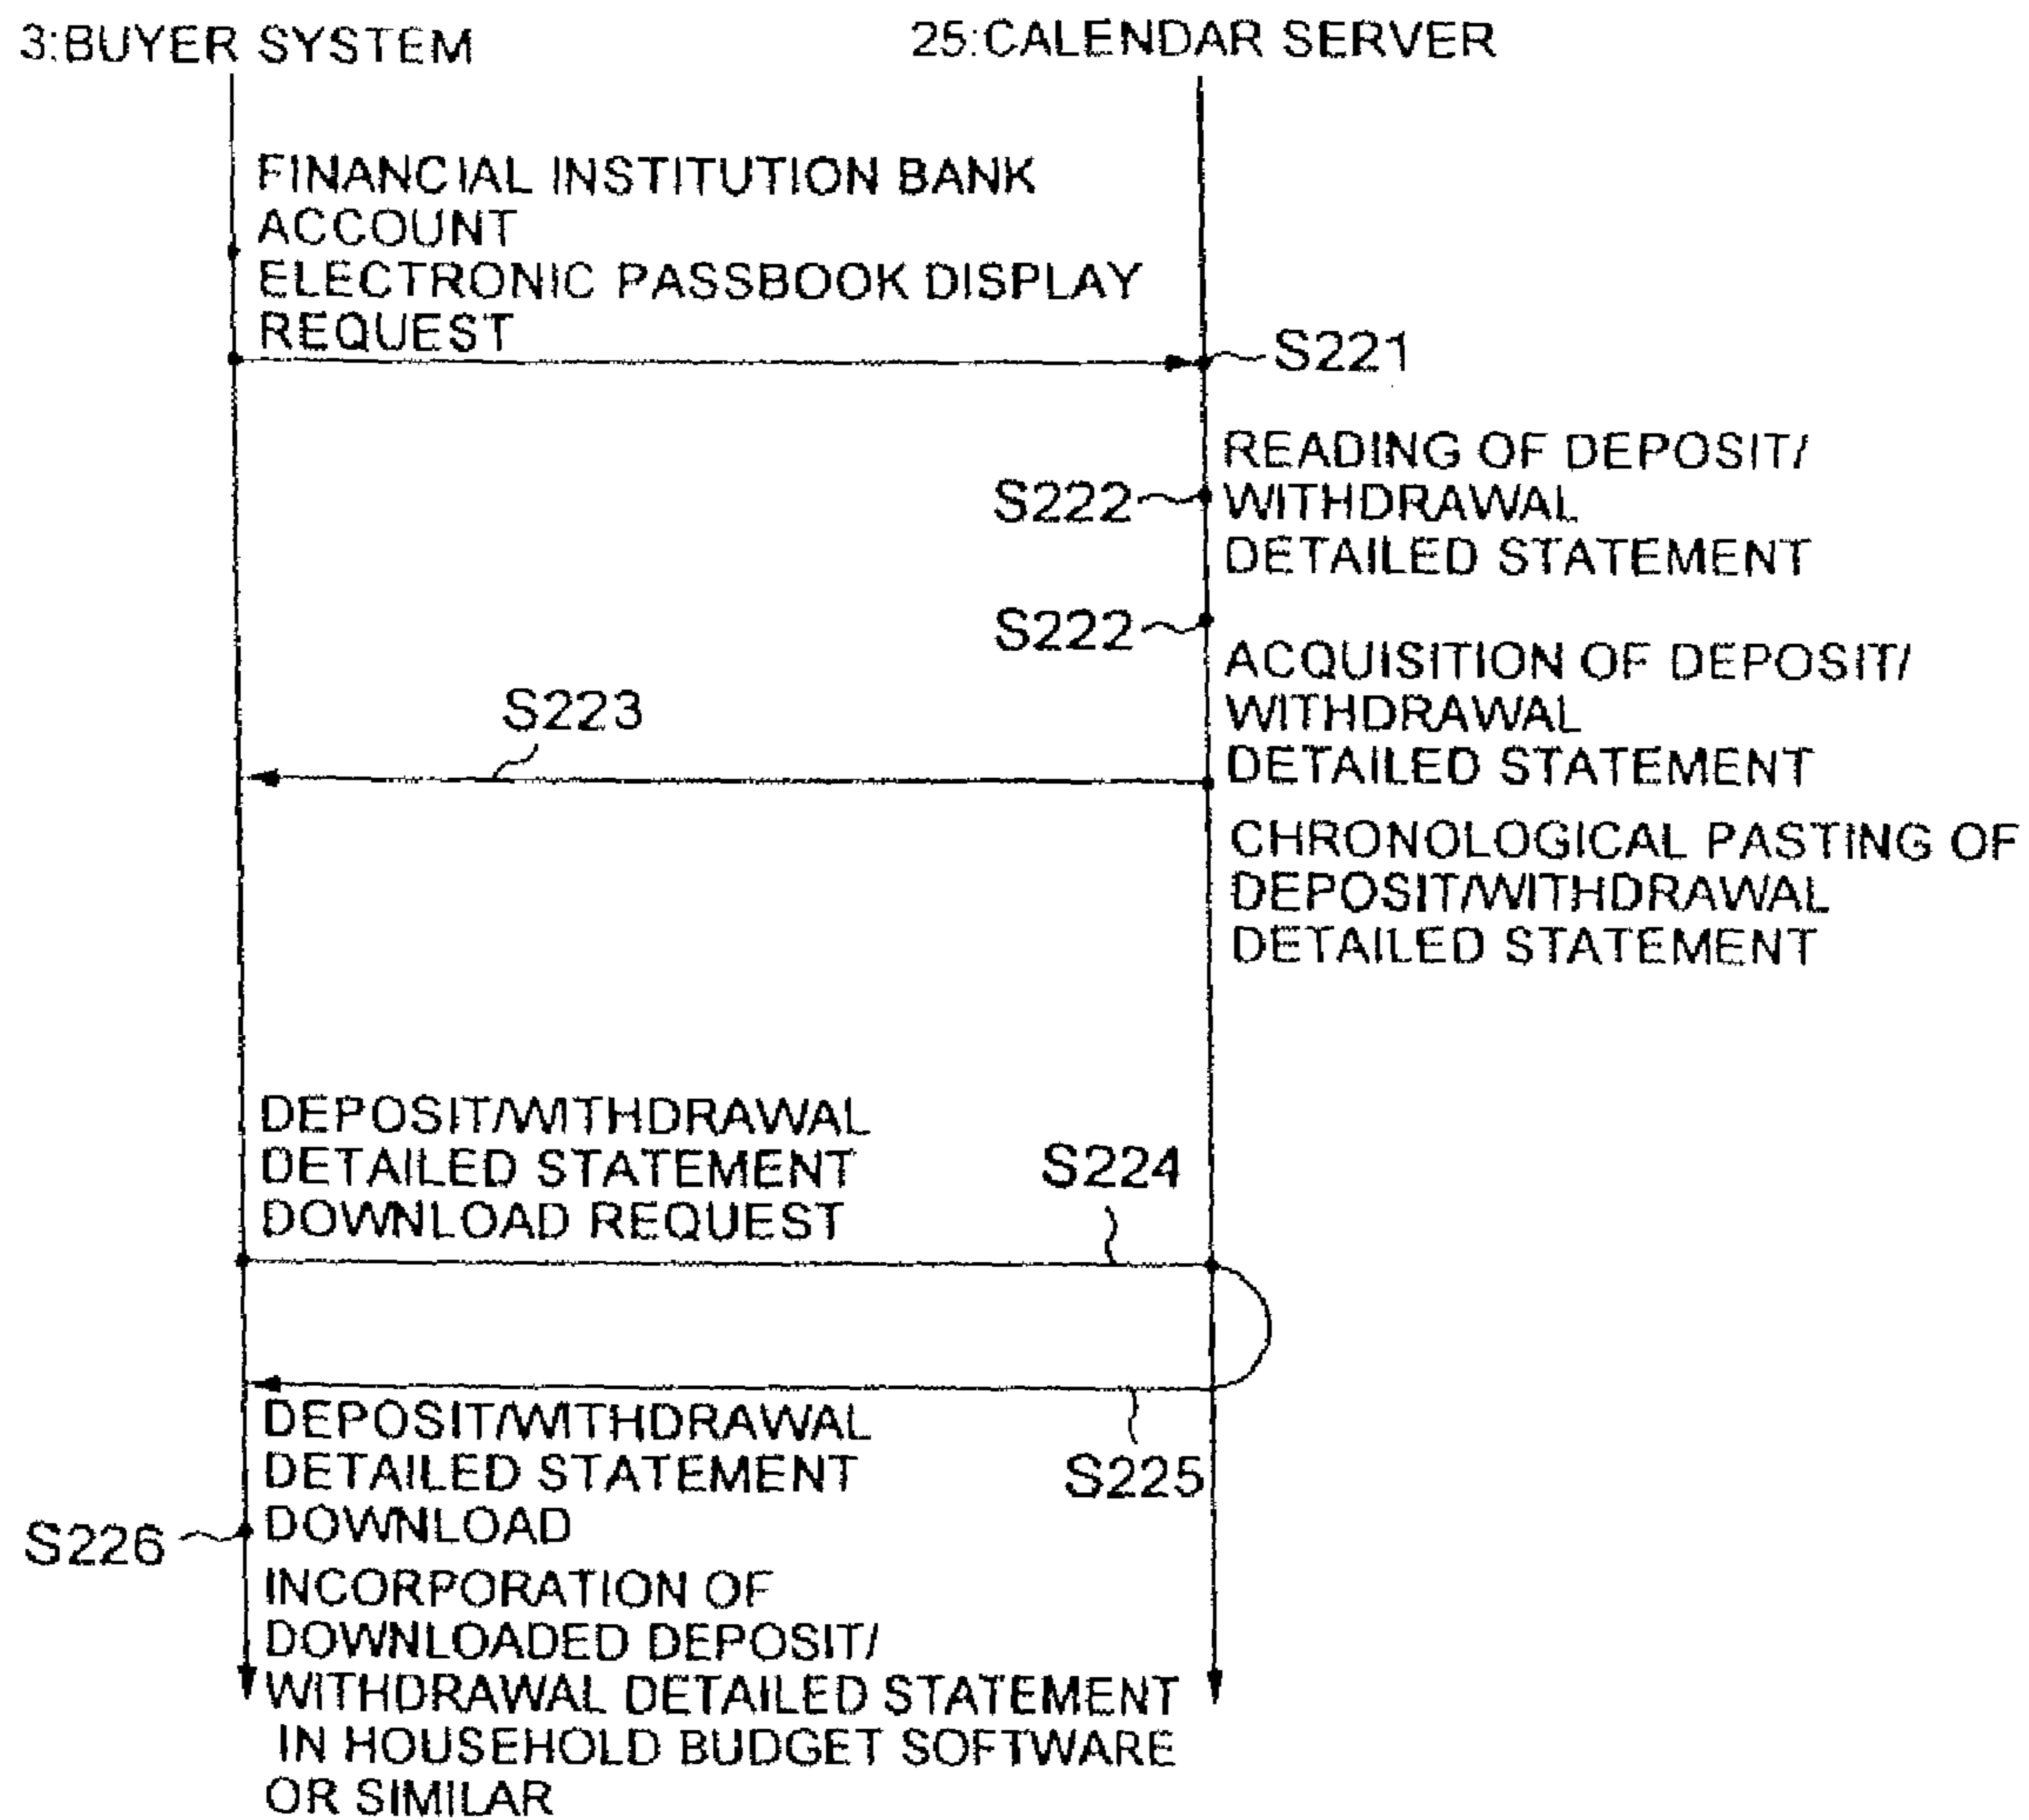 3:BUYER SYSTEM
25:CALENDAR SERVER
FINANCIAL INSTITUTION BANK
ACCOUNT
ELECTRONIC PASSBOOK DISPLAY
REQUEST
S221
READING OF DEPOSIT/
S222
WITHDRAWAL
DETAILED STATEMENT
S222
ACQUISITION OF DEPOSIT/
WITHDRAWAL
DETAILED STATEMENT
S223
CHRONOLOGICAL PASTING OF
DEPOSIT/WITHDRAWAL
DETAILED STATEMENT
DEPOSIT/WITHDRAWAL
DETAILED STATEMENT
DOWNLOAD REQUEST
S224
DEPOSIT/WITHDRAWAL
DETAILED STATEMENT
DOWNLOAD
S225
S226
INCORPORATION OF
DOWNLOADED DEPOSIT/
WITHDRAWAL DETAILED STATEMENT
IN HOUSEHOLD BUDGET SOFTWARE
OR SIMILAR